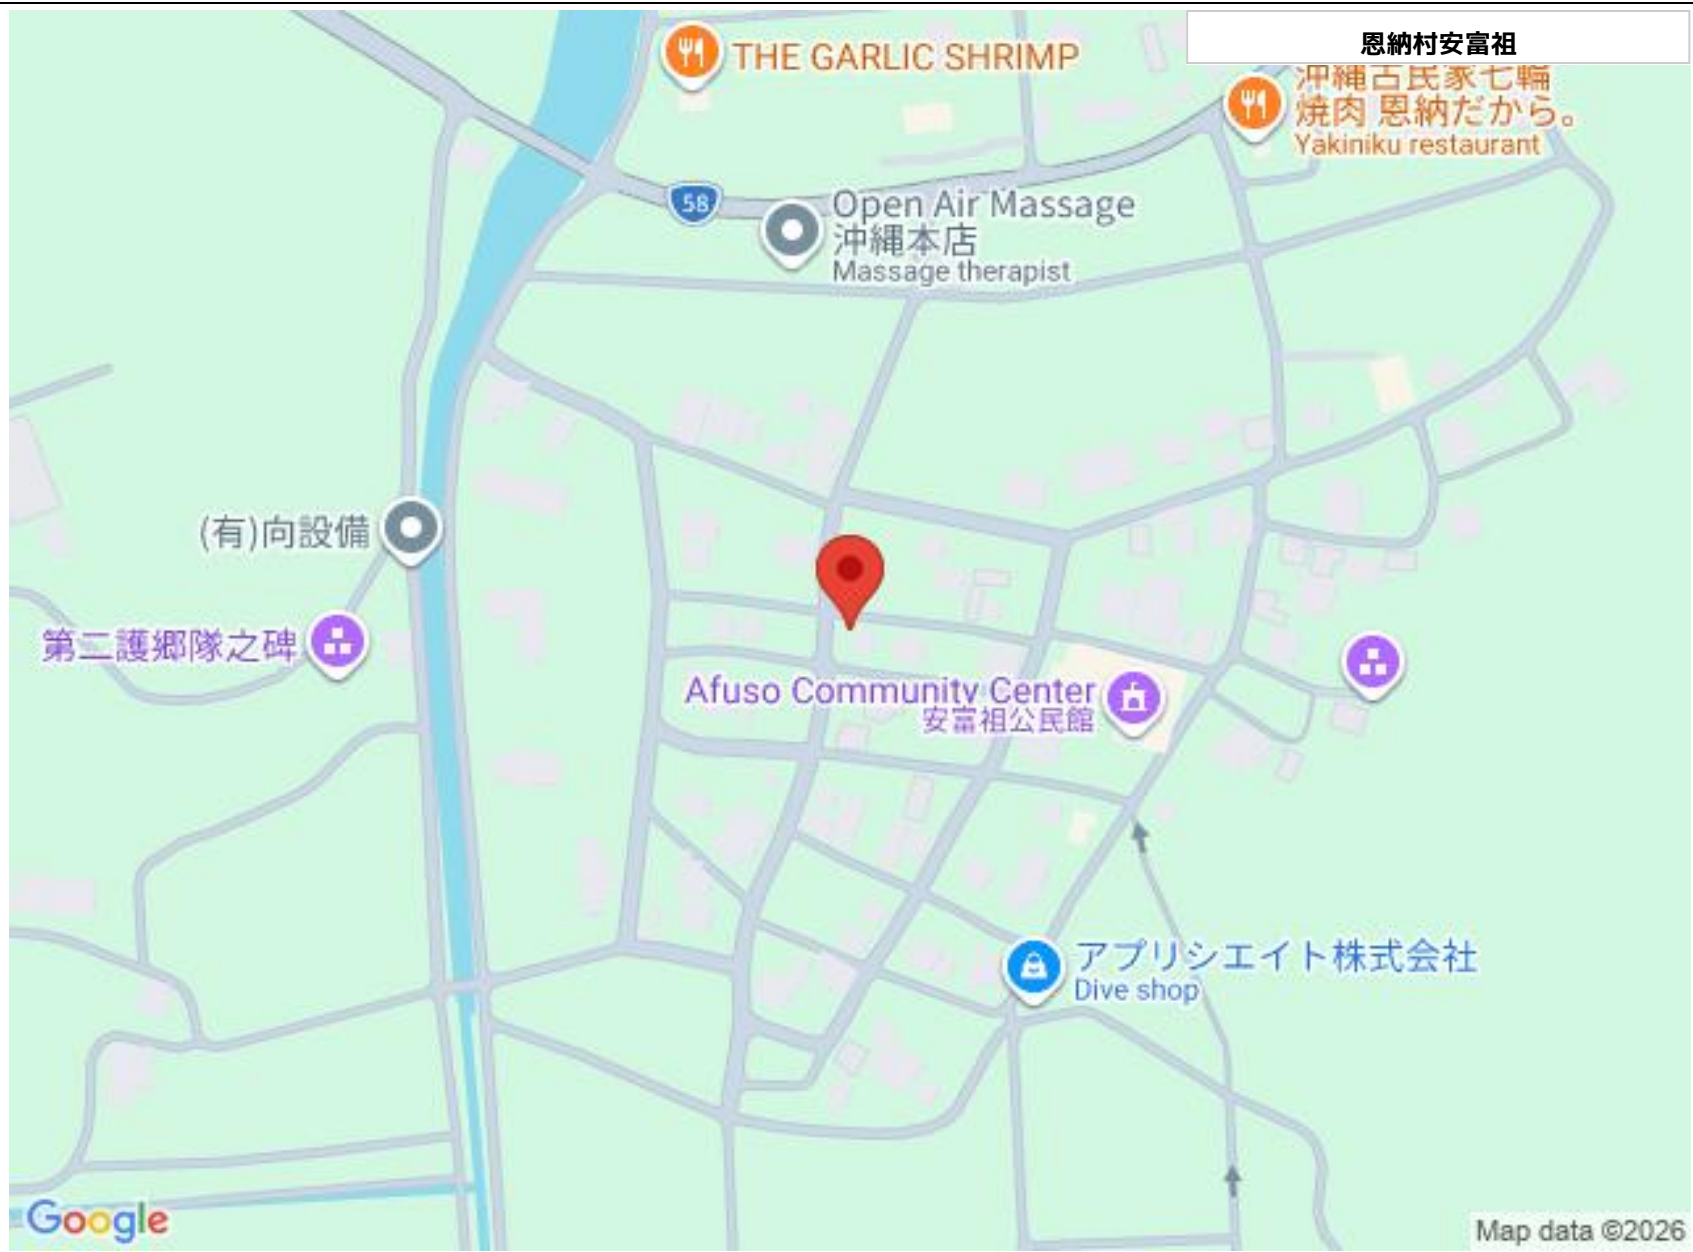 恩納村安富祖
THE GARLIC SHRIMP
沖縄古民家七輪
焼肉 恩納だから。
Yakiniku restaurant
58
Open Air Massage
沖縄本店
Massage therapist
(有)向設備
第二護郷隊之碑
Afuso Community Center
安富祖公民館
アプリシエイト株式会社
Dive shop
Google
Map data ©2026